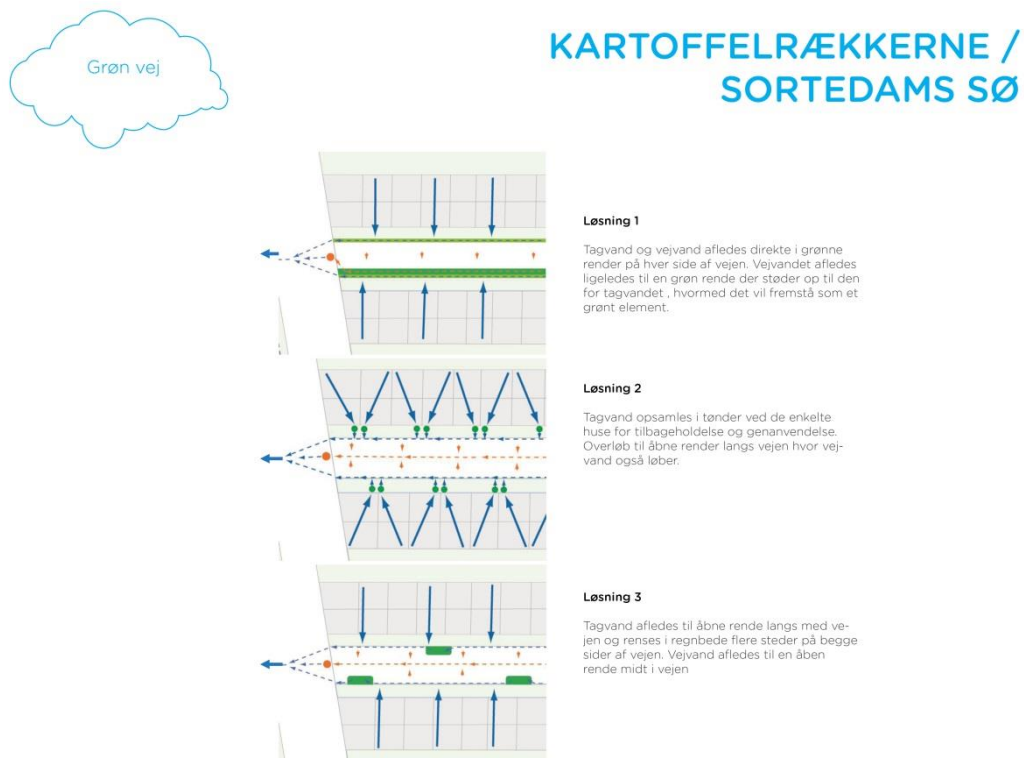 Grøn vej
KARTOFFELRÆKKERNE /
SORTEDAMS SØ
Løsning 1
Tagvand og vejvand afledes direkte i grønne
render på hver side af vejen. Vejvandet afledes
ligeledes til en grøn rende der støder op til den
for tagvandet , hvormed det vil fremstå som et
grønt element.
Løsning 2
Tagvand opsamles i tønder ved de enkelte
huse for tilbageholdelse og genanvendelse.
Overløb til åbne render langs vejen hvor vej-
vand også løber.
Løsning 3
Tagvand afledes til åbne rende langs med ve-
jen og renses i regnbede flere steder på begge
sider af vejen. Vejvand afledes til en åben
rende midt i vejen